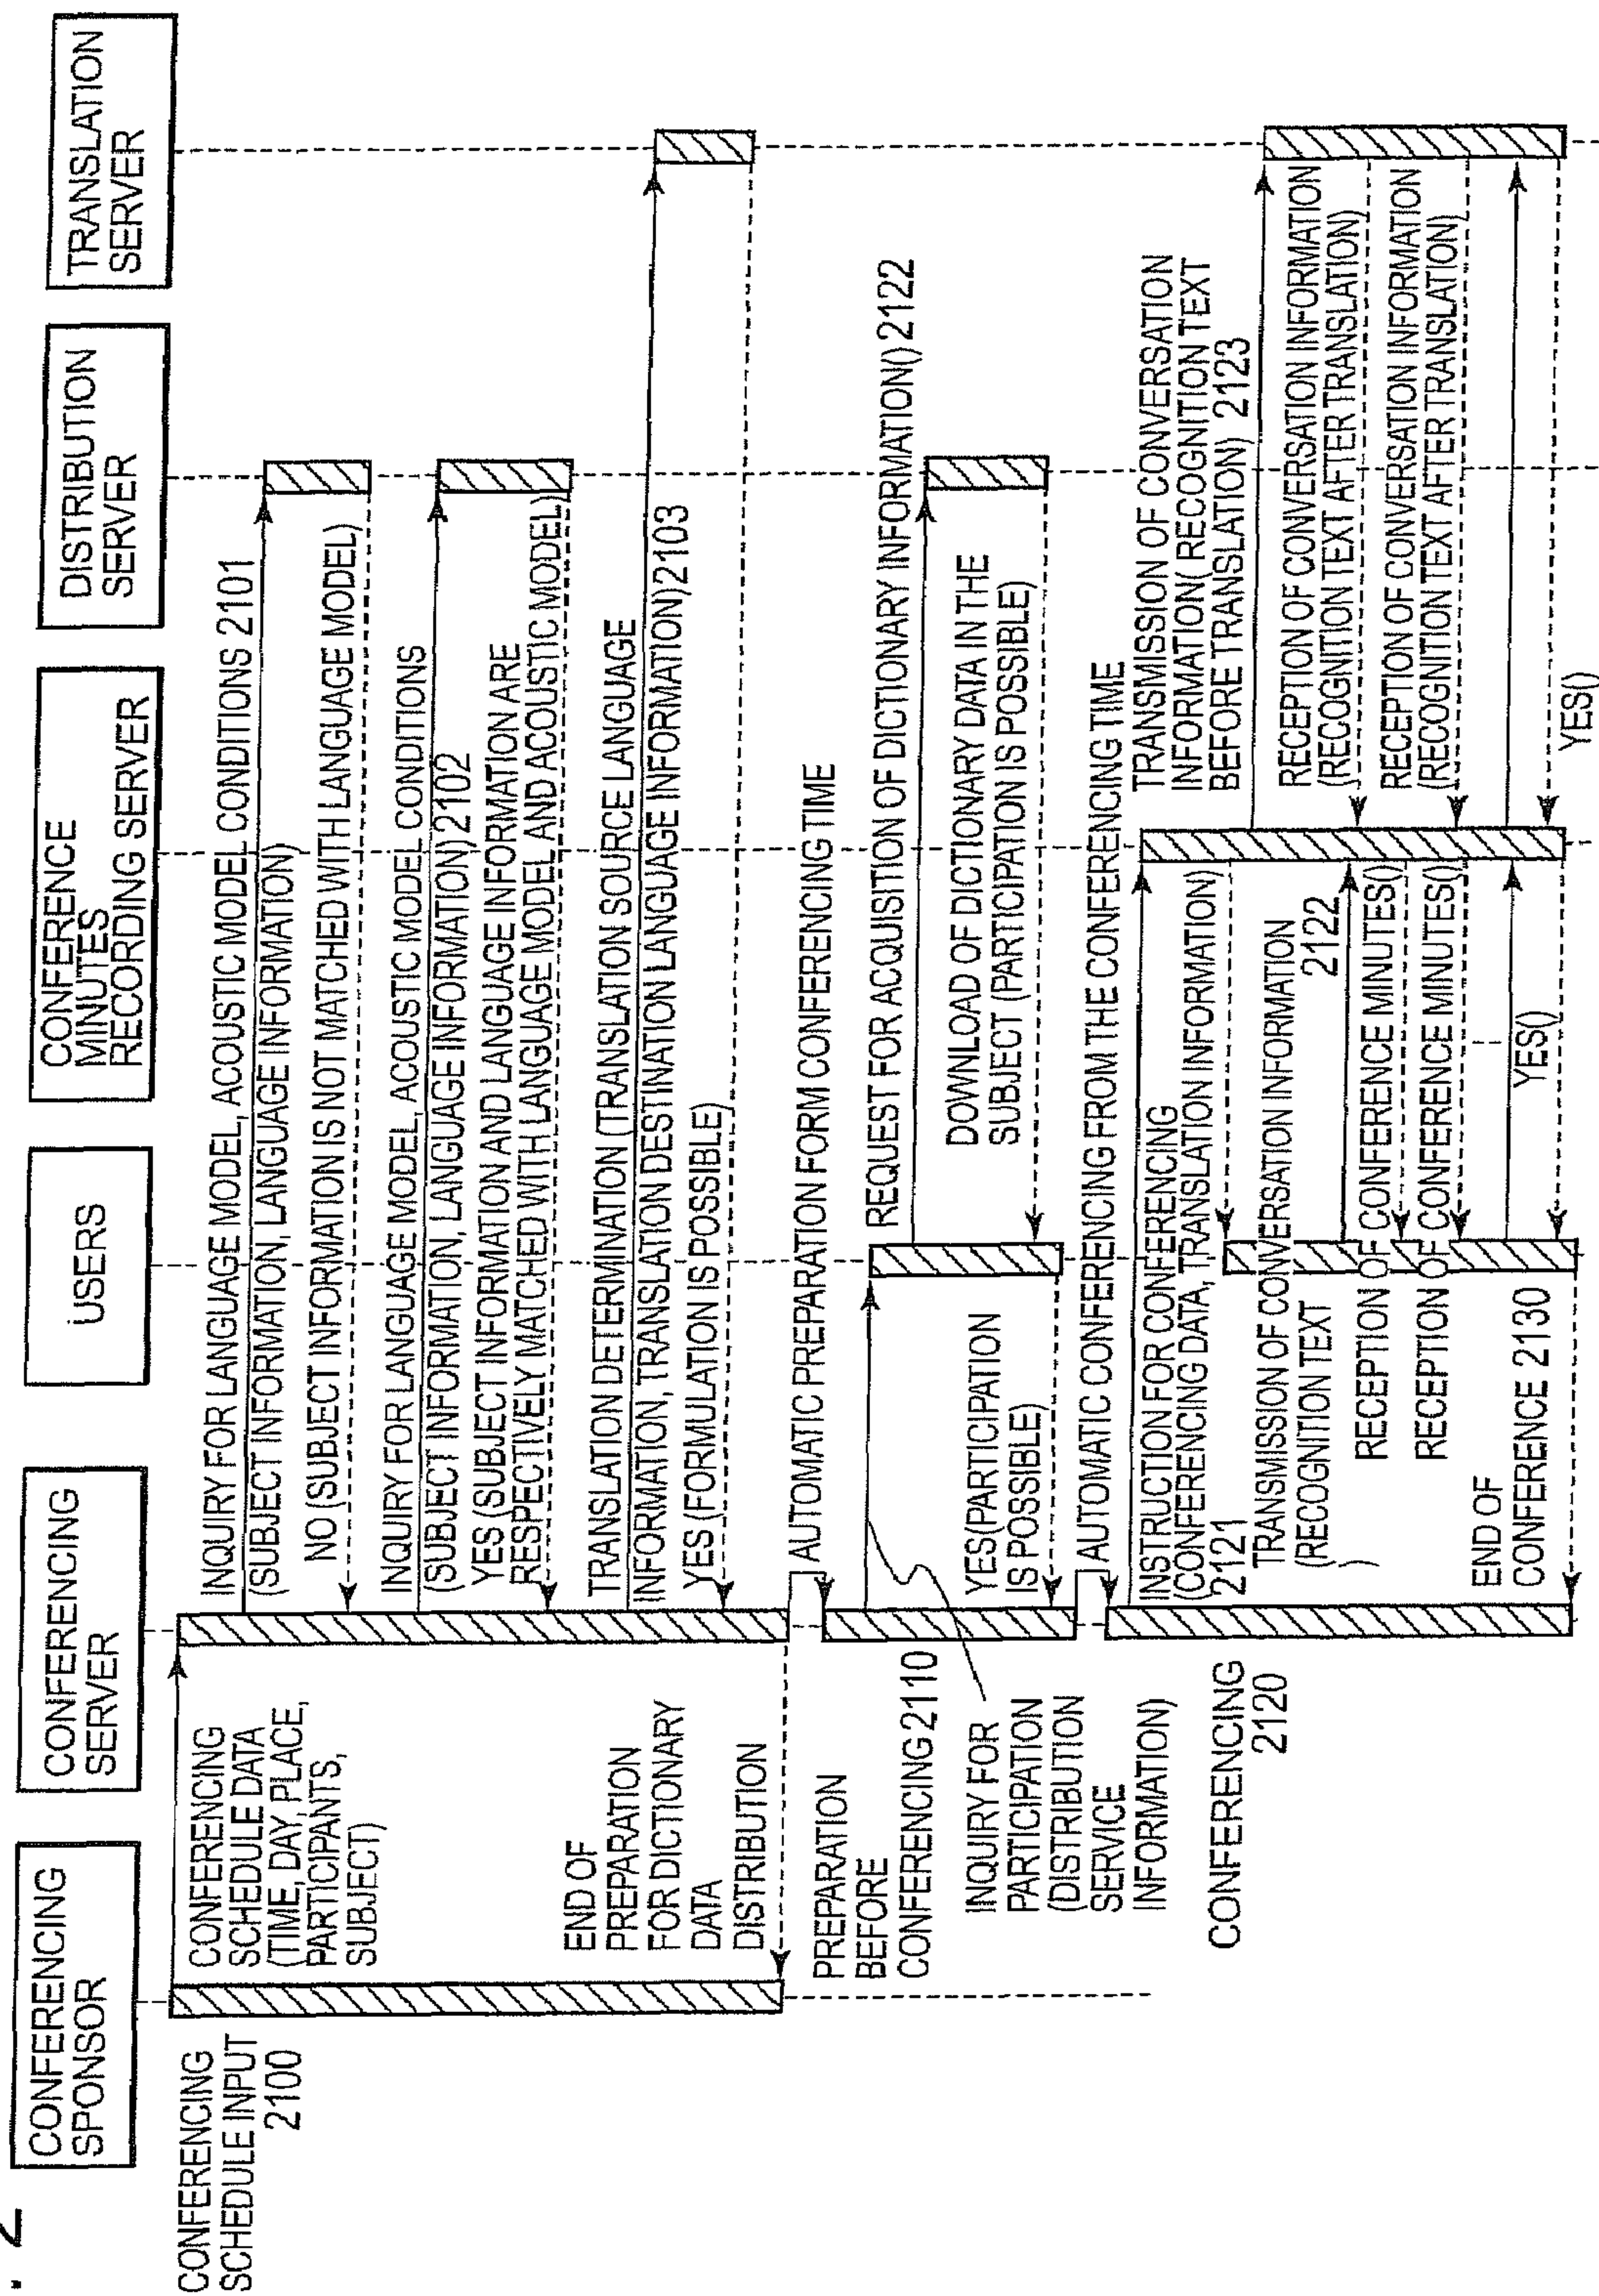 . 2
CONFERENCING
SPONSOR
CONFERENCING
SERVER
USERS
CONFERENCE
MINUTES
RECORDING SERVER
DISTRIBUTION
SERVER
TRANSLATION
SERVER
CONFERENCING
SCHEDULE INPUT
2100
CONFERENCING
SCHEDULE DATA
(TIME, DAY, PLACE,
PARTICIPANTS,
SUBJECT)
INQUIRY FOR LANGUAGE MODEL, ACOUSTIC MODEL CONDITIONS 2101
(SUBJECT INFORMATION, LANGUAGE INFORMATION)
NO (SUBJECT INFORMATION IS NOT MATCHED WITH LANGUAGE MODEL)
INQUIRY FOR LANGUAGE MODEL, ACOUSTIC MODEL CONDITIONS
(SUBJECT INFORMATION, LANGUAGE INFORMATION) 2102
YES (SUBJECT INFORMATION AND LANGUAGE INFORMATION ARE
RESPECTIVELY MATCHED WITH LANGUAGE MODEL AND ACOUSTIC MODEL)
TRANSLATION DETERMINATION (TRANSLATION SOURCE LANGUAGE
INFORMATION, TRANSLATION DESTINATION LANGUAGE INFORMATION) 2103
YES (FORMULATION IS POSSIBLE)
END OF
PREPARATION
FOR DICTIONARY
DATA
DISTRIBUTION
AUTOMATIC PREPARATION FORM CONFERENCING TIME
PREPARATION
BEFORE
CONFERENCING 2110
REQUEST FOR ACQUISITION OF DICTIONARY INFORMATION() 2122
DOWNLOAD OF DICTIONARY DATA IN THE
SUBJECT (PARTICIPATION IS POSSIBLE)
INQUIRY FOR
PARTICIPATION
(DISTRIBUTION
SERVICE
INFORMATION)
YES(PARTICIPATION
IS POSSIBLE)
AUTOMATIC CONFERENCING FROM THE CONFERENCING TIME
CONFERENCING
2120
INSTRUCTION FOR CONFERENCING
(CONFERENCING DATA, TRANSLATION INFORMATION)
2121
TRANSMISSION OF CONVERSATION INFORMATION
(RECOGNITION TEXT
)
2122
TRANSMISSION OF CONVERSATION
INFORMATION( RECOGNITION TEXT
BEFORE TRANSLATION) 2123
RECEPTION OF CONVERSATION INFORMATION
(RECOGNITION TEXT AFTER TRANSLATION)
RECEPTION OF CONFERENCE MINUTES()
RECEPTION OF CONVERSATION INFORMATION
(RECOGNITION TEXT AFTER TRANSLATION)
RECEPTION OF CONFERENCE MINUTES()
END OF
CONFERENCE 2130
YES()
YES()